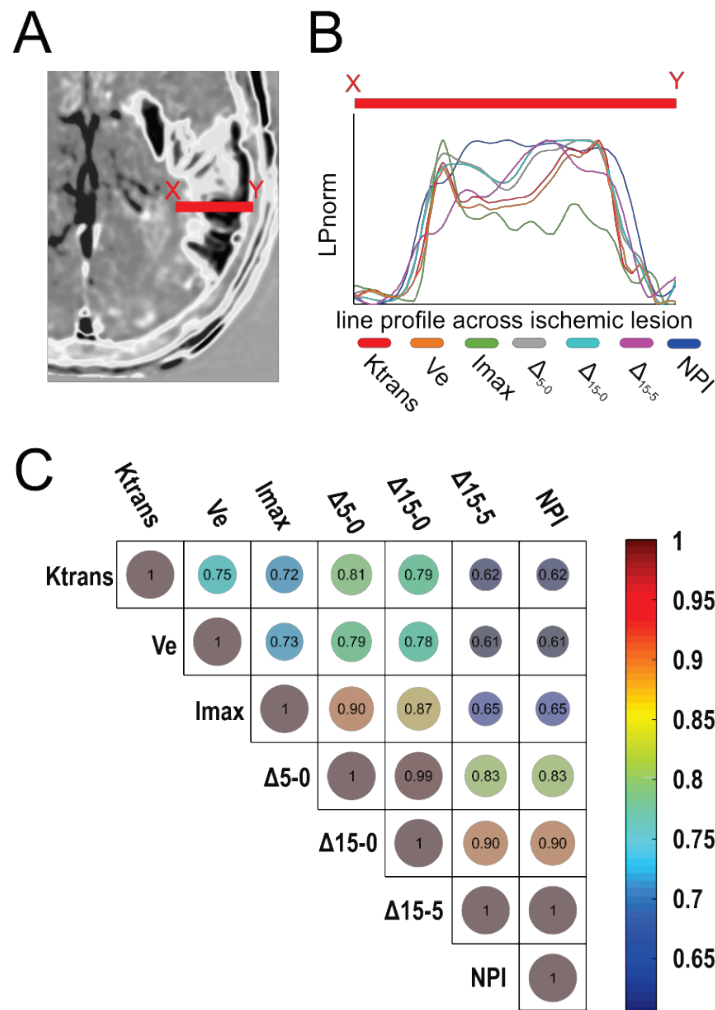 A
X Y
B
X Y
LPnorm
line profile across ischemic lesion
Ktrans Ve Imax Δ5-0 Δ15-0 Δ15-5 NPI
C
Ktrans Ve Imax Δ5-0 Δ15-0 Δ15-5 NPI
Ktrans 1 0.75 0.72 0.81 0.79 0.62 0.62
Ve 1 0.73 0.79 0.78 0.61 0.61
Imax 1 0.90 0.87 0.65 0.65
Δ5-0 1 0.99 0.83 0.83
Δ15-0 1 0.90 0.90
Δ15-5 1 1
NPI 1
1
0.95
0.9
0.85
0.8
0.75
0.7
0.65